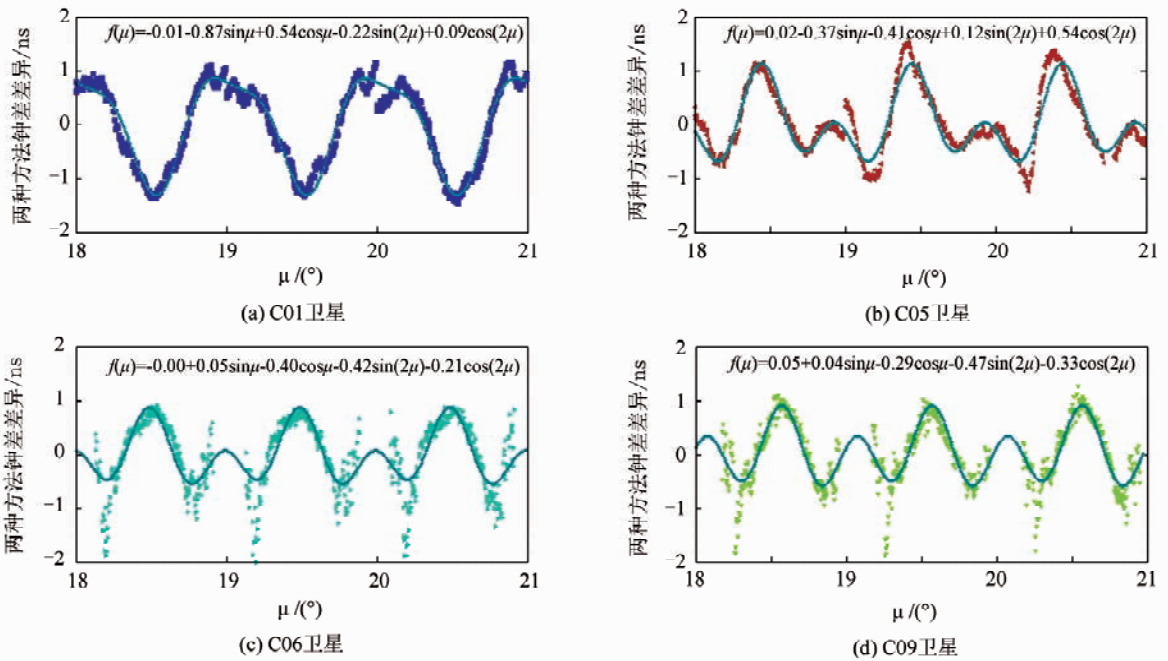 f(μ)=-0.01-0.87sinμ+0.54cosμ-0.22sin(2μ)+0.09cos(2μ)
两种方法钟差差异/ns
2
1
0
−1
−2
18
19
20
21
μ /(°)
(a) C01卫星
f(μ)=0.02-0.37sinμ-0.41cosμ+0.12sin(2μ)+0.54cos(2μ)
两种方法钟差差异/ns
2
1
0
−1
−2
18
19
20
21
μ /(°)
(b) C05卫星
f(μ)=-0.00+0.05sinμ-0.40cosμ-0.42sin(2μ)-0.21cos(2μ)
两种方法钟差差异/ns
2
1
0
−1
−2
18
19
20
21
μ /(°)
(c) C06卫星
f(μ)=0.05+0.04sinμ-0.29cosμ-0.47sin(2μ)-0.33cos(2μ)
两种方法钟差差异/ns
2
1
0
−1
−2
18
19
20
21
μ /(°)
(d) C09卫星